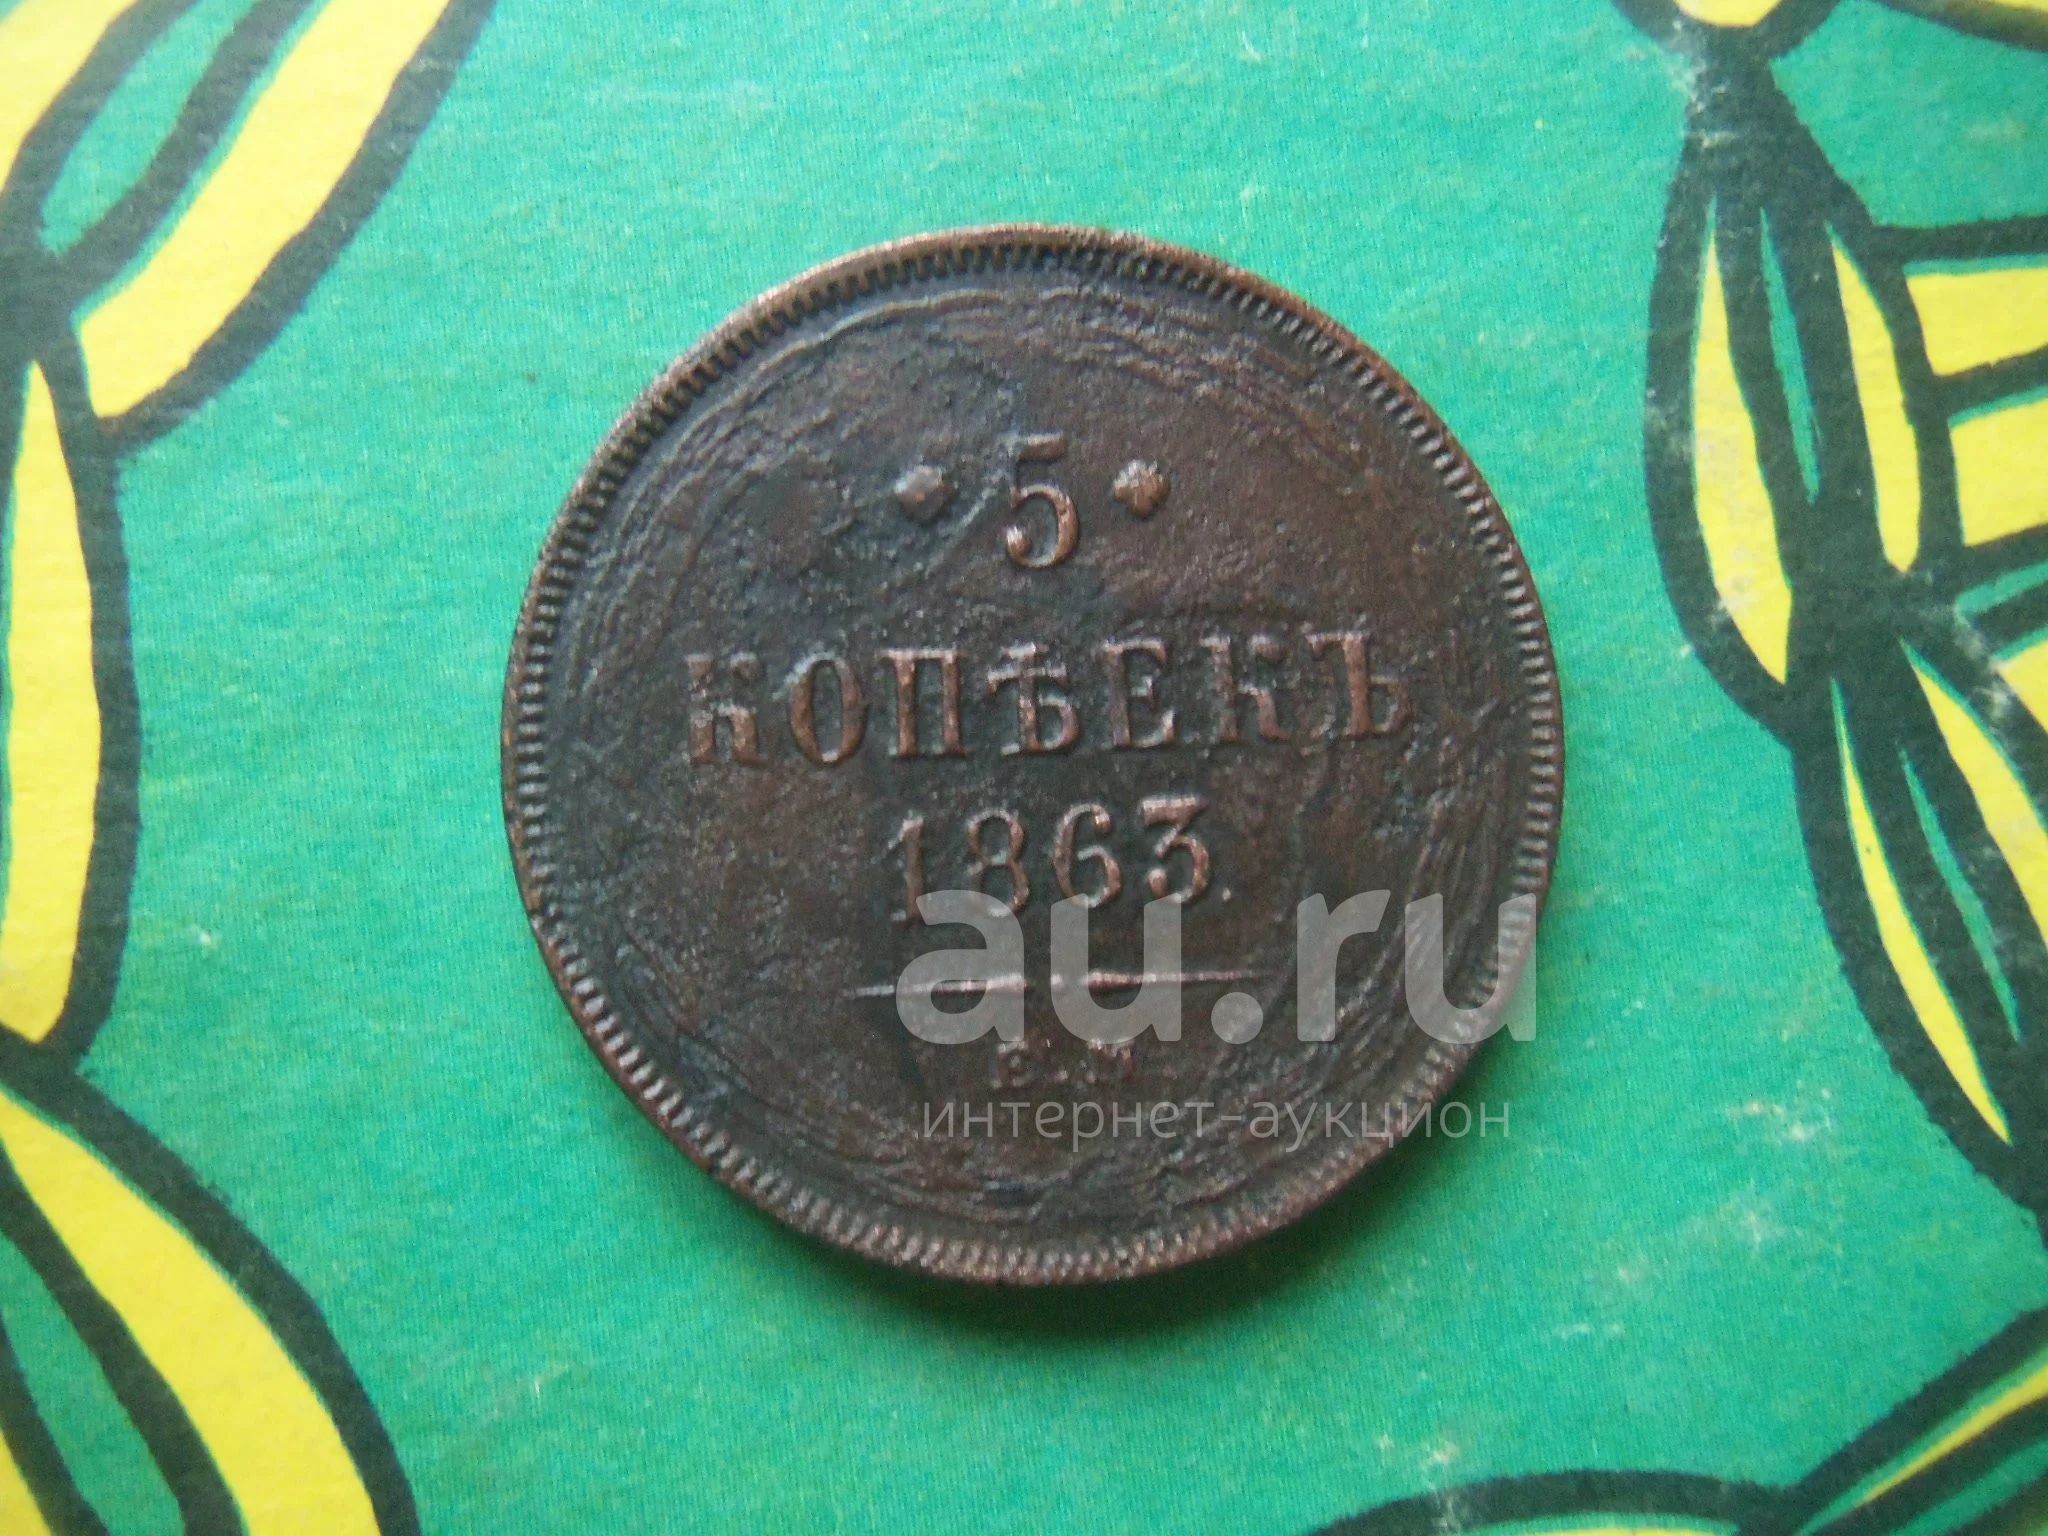 5
КОПѢЕКЪ
1863.
Е.М.
au.ru
интернет-аукцион